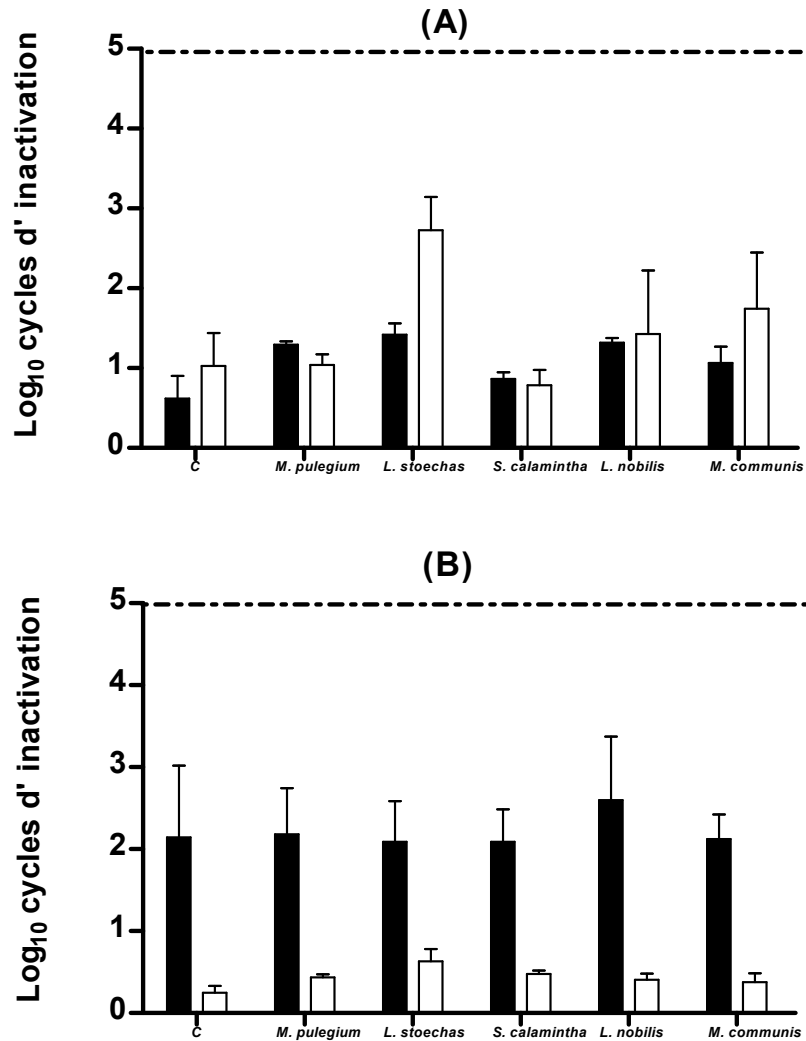 (A)
Log10 cycles d' inactivation
5
4
3
2
1
0
C M. pulegium L. stoechas S. calamintha L. nobilis M. communis
(B)
Log10 cycles d' inactivation
5
4
3
2
1
0
C M. pulegium L. stoechas S. calamintha L. nobilis M. communis